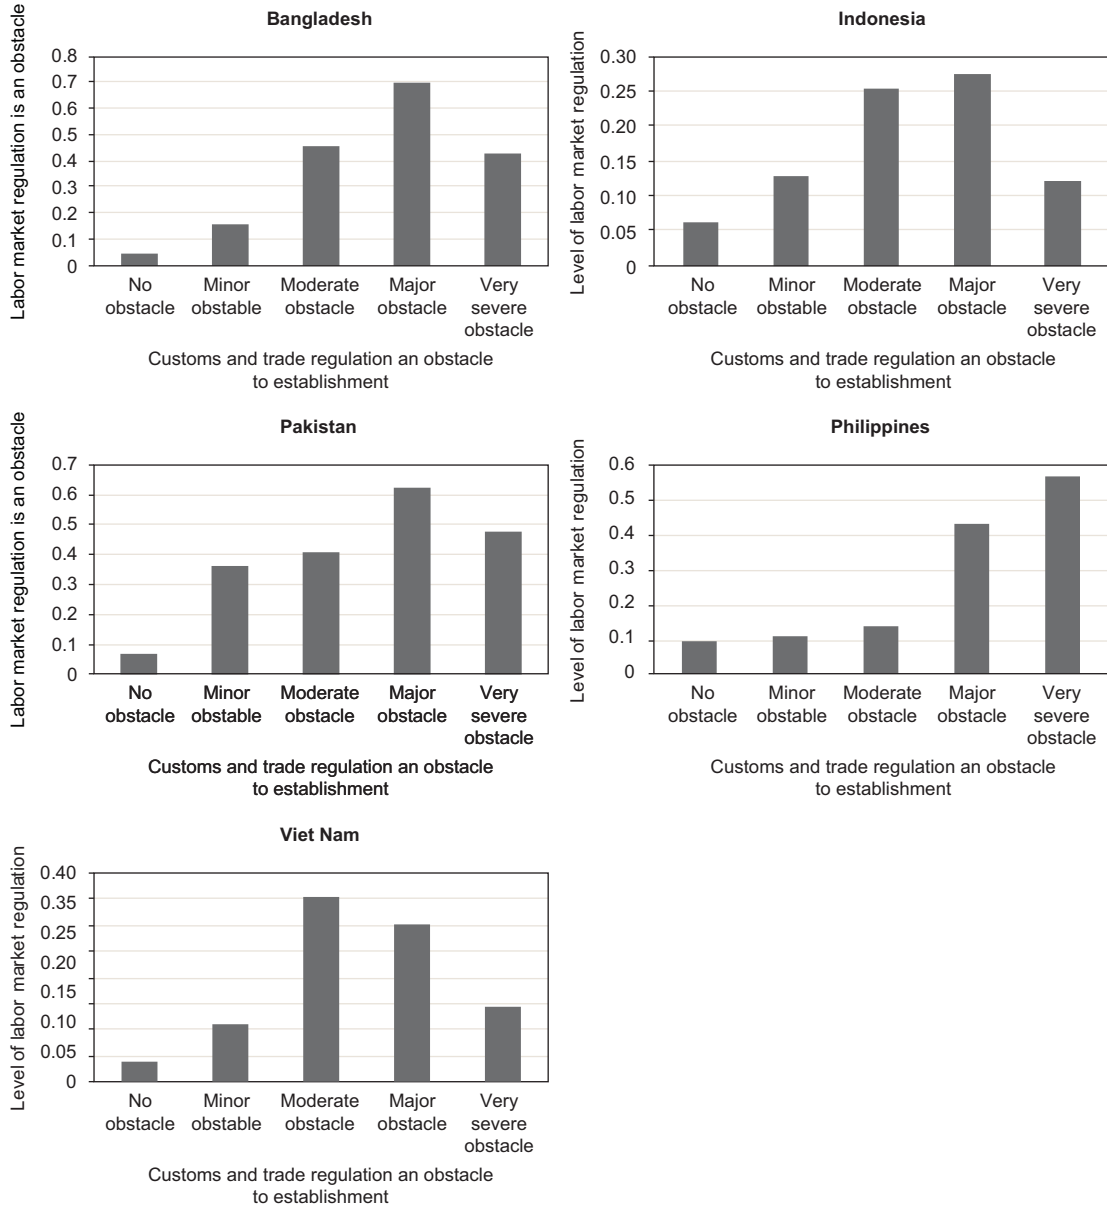 Bangladesh
Labor market regulation is an obstacle
0.8
0.7
0.6
0.5
0.4
0.3
0.2
0.1
0
No obstacle
Minor obstable
Moderate obstacle
Major obstacle
Very severe obstacle
Customs and trade regulation an obstacle
to establishment
Indonesia
Level of labor market regulation
0.30
0.25
0.20
0.15
0.10
0.05
0
No obstacle
Minor obstable
Moderate obstacle
Major obstacle
Very severe obstacle
Customs and trade regulation an obstacle
to establishment
Pakistan
Labor market regulation is an obstacle
0.7
0.6
0.5
0.4
0.3
0.2
0.1
0
No obstacle
Minor obstable
Moderate obstacle
Major obstacle
Very severe obstacle
Customs and trade regulation an obstacle
to establishment
Philippines
Level of labor market regulation
0.6
0.5
0.4
0.3
0.2
0.1
0
No obstacle
Minor obstable
Moderate obstacle
Major obstacle
Very severe obstacle
Customs and trade regulation an obstacle
to establishment
Viet Nam
Level of labor market regulation
0.40
0.35
0.25
0.20
0.15
0.10
0.05
0
No obstacle
Minor obstable
Moderate obstacle
Major obstacle
Very severe obstacle
Customs and trade regulation an obstacle
to establishment